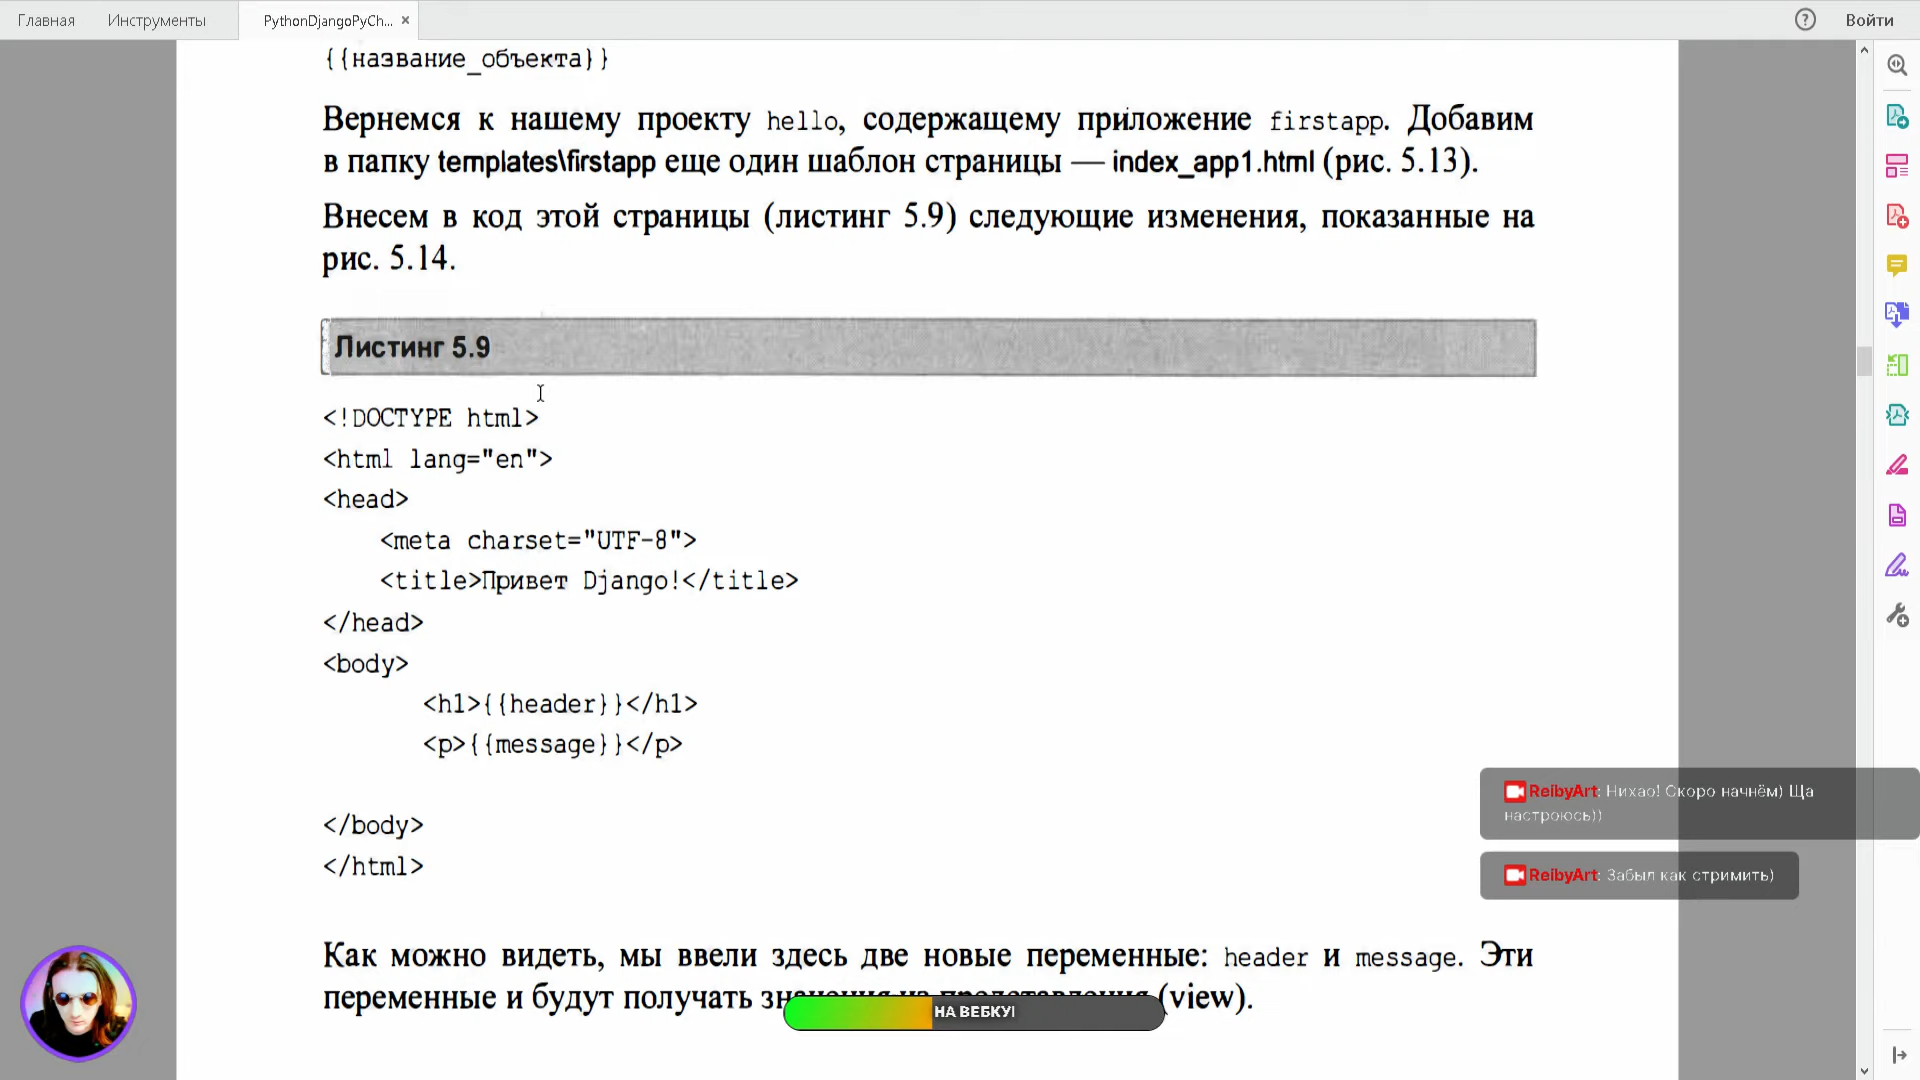 Главная Инструменты PythonDjangoPyCh... × ? Войти
{{название_объекта}}
Вернемся к нашему проекту hello, содержащему приложение firstapp. Добавим
в папку templates\firstapp еще один шаблон страницы — index_app1.html (рис. 5.13).
Внесем в код этой страницы (листинг 5.9) следующие изменения, показанные на
рис. 5.14.
Листинг 5.9
<!DOCTYPE html>
<html lang="en">
<head>
<meta charset="UTF-8">
<title>Привет Django!</title>
</head>
<body>
<h1>{{header}}</h1>
<p>{{message}}</p>
</body>
</html>
ReibyArt: Нихао! Скоро начнём) Ща
настроюсь))
ReibyArt: Забыл как стримить)
Как можно видеть, мы ввели здесь две новые переменные: header и message. Эти
переменные и будут получать (view).
НА ВЕБКУ!